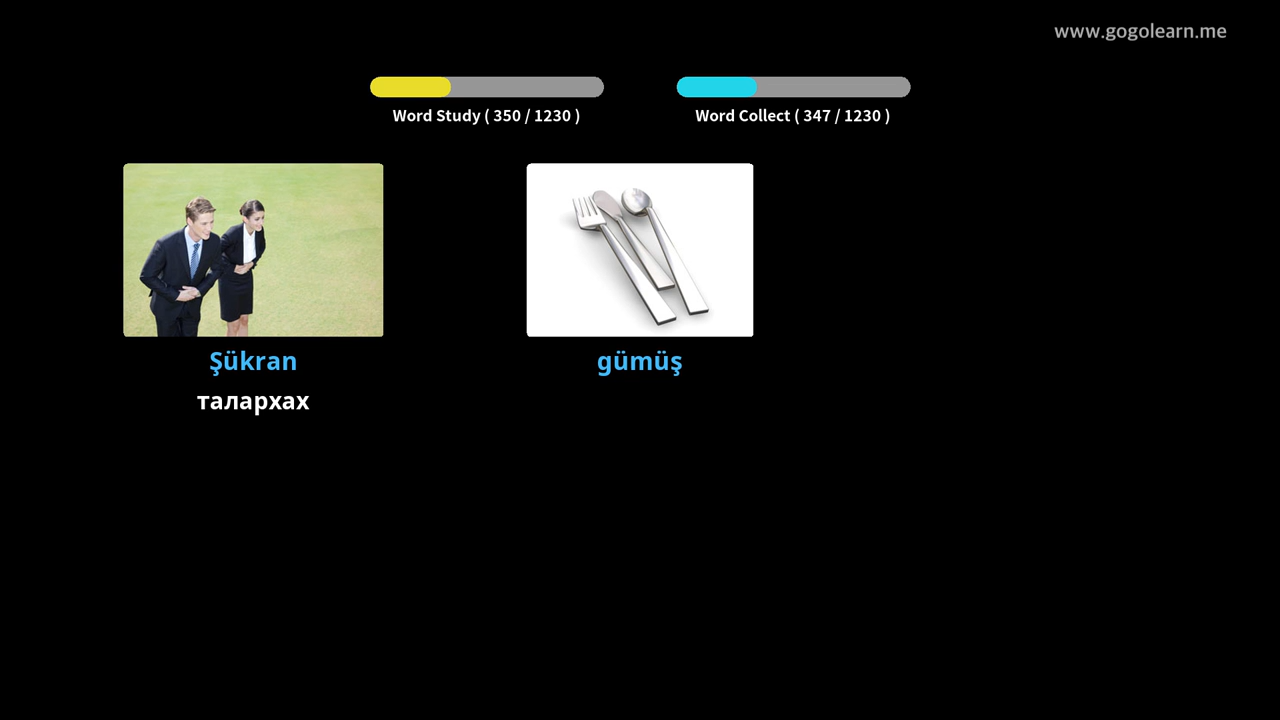 www.gogolearn.me
Word Study ( 350 / 1230 )
Word Collect ( 347 / 1230 )
Şükran
талархах
gümüş